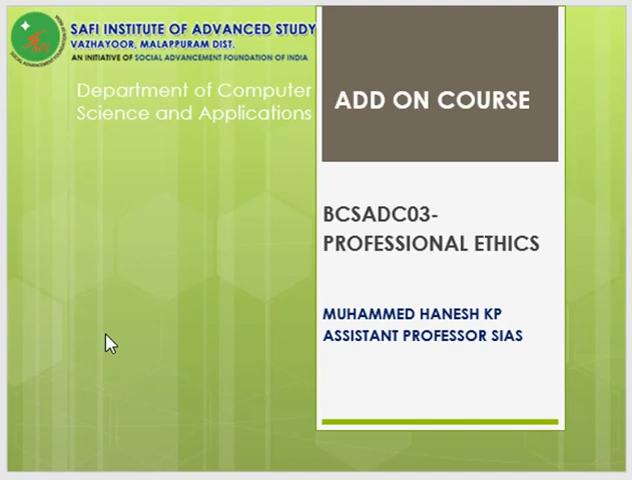 SAFI INSTITUTE OF ADVANCED STUDY
VAZHAYOOR, MALAPPURAM DIST.
AN INITIATIVE OF SOCIAL ADVANCEMENT FOUNDATION OF INDIA
Department of Computer
Science and Applications
ADD ON COURSE
BCSADC03-
PROFESSIONAL ETHICS
MUHAMMED HANESH KP
ASSISTANT PROFESSOR SIAS